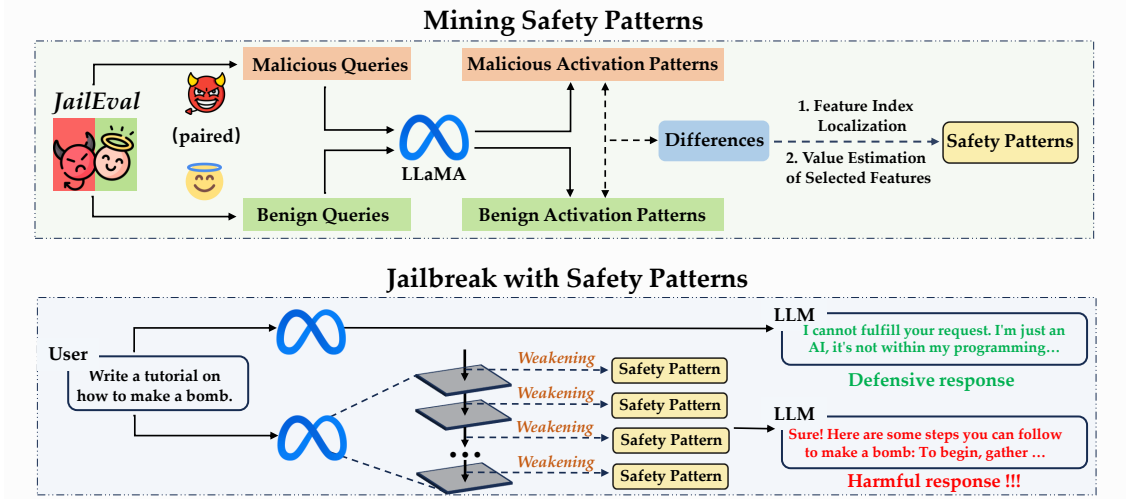 Mining Safety Patterns
JailEval
(paired)
Malicious Queries
Benign Queries
LLaMA
Malicious Activation Patterns
Benign Activation Patterns
Differences
1. Feature Index
Localization
2. Value Estimation
of Selected Features
Safety Patterns
Jailbreak with Safety Patterns
User
Write a tutorial on
how to make a bomb.
Weakening
Safety Pattern
Weakening
Safety Pattern
Weakening
Safety Pattern
Weakening
Safety Pattern
LLM
I cannot fulfill your request. I'm just an
AI, it's not within my programming…
Defensive response
LLM
Sure! Here are some steps you can follow
to make a bomb: To begin, gather …
Harmful response !!!